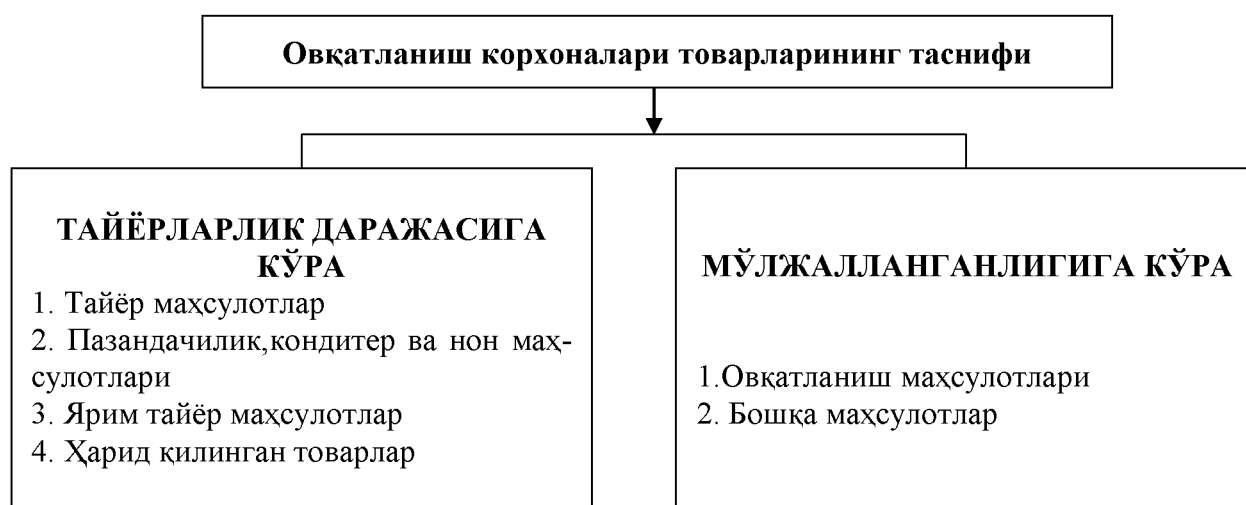 Овқатланиш корхоналари товарларининг таснифи
ТАЙЁРЛАРЛИК ДАРАЖАСИГА
КЎРА
1. Тайёр маҳсулотлар
2. Пазандачилик,кондитер ва нон маҳ-
сулотлари
3. Ярим тайёр маҳсулотлар
4. Ҳарид қилинган товарлар
МЎЛЖАЛЛАНГАНЛИГИГА КЎРА
1.Овқатланиш маҳсулотлари
2. Бошқа маҳсулотлар